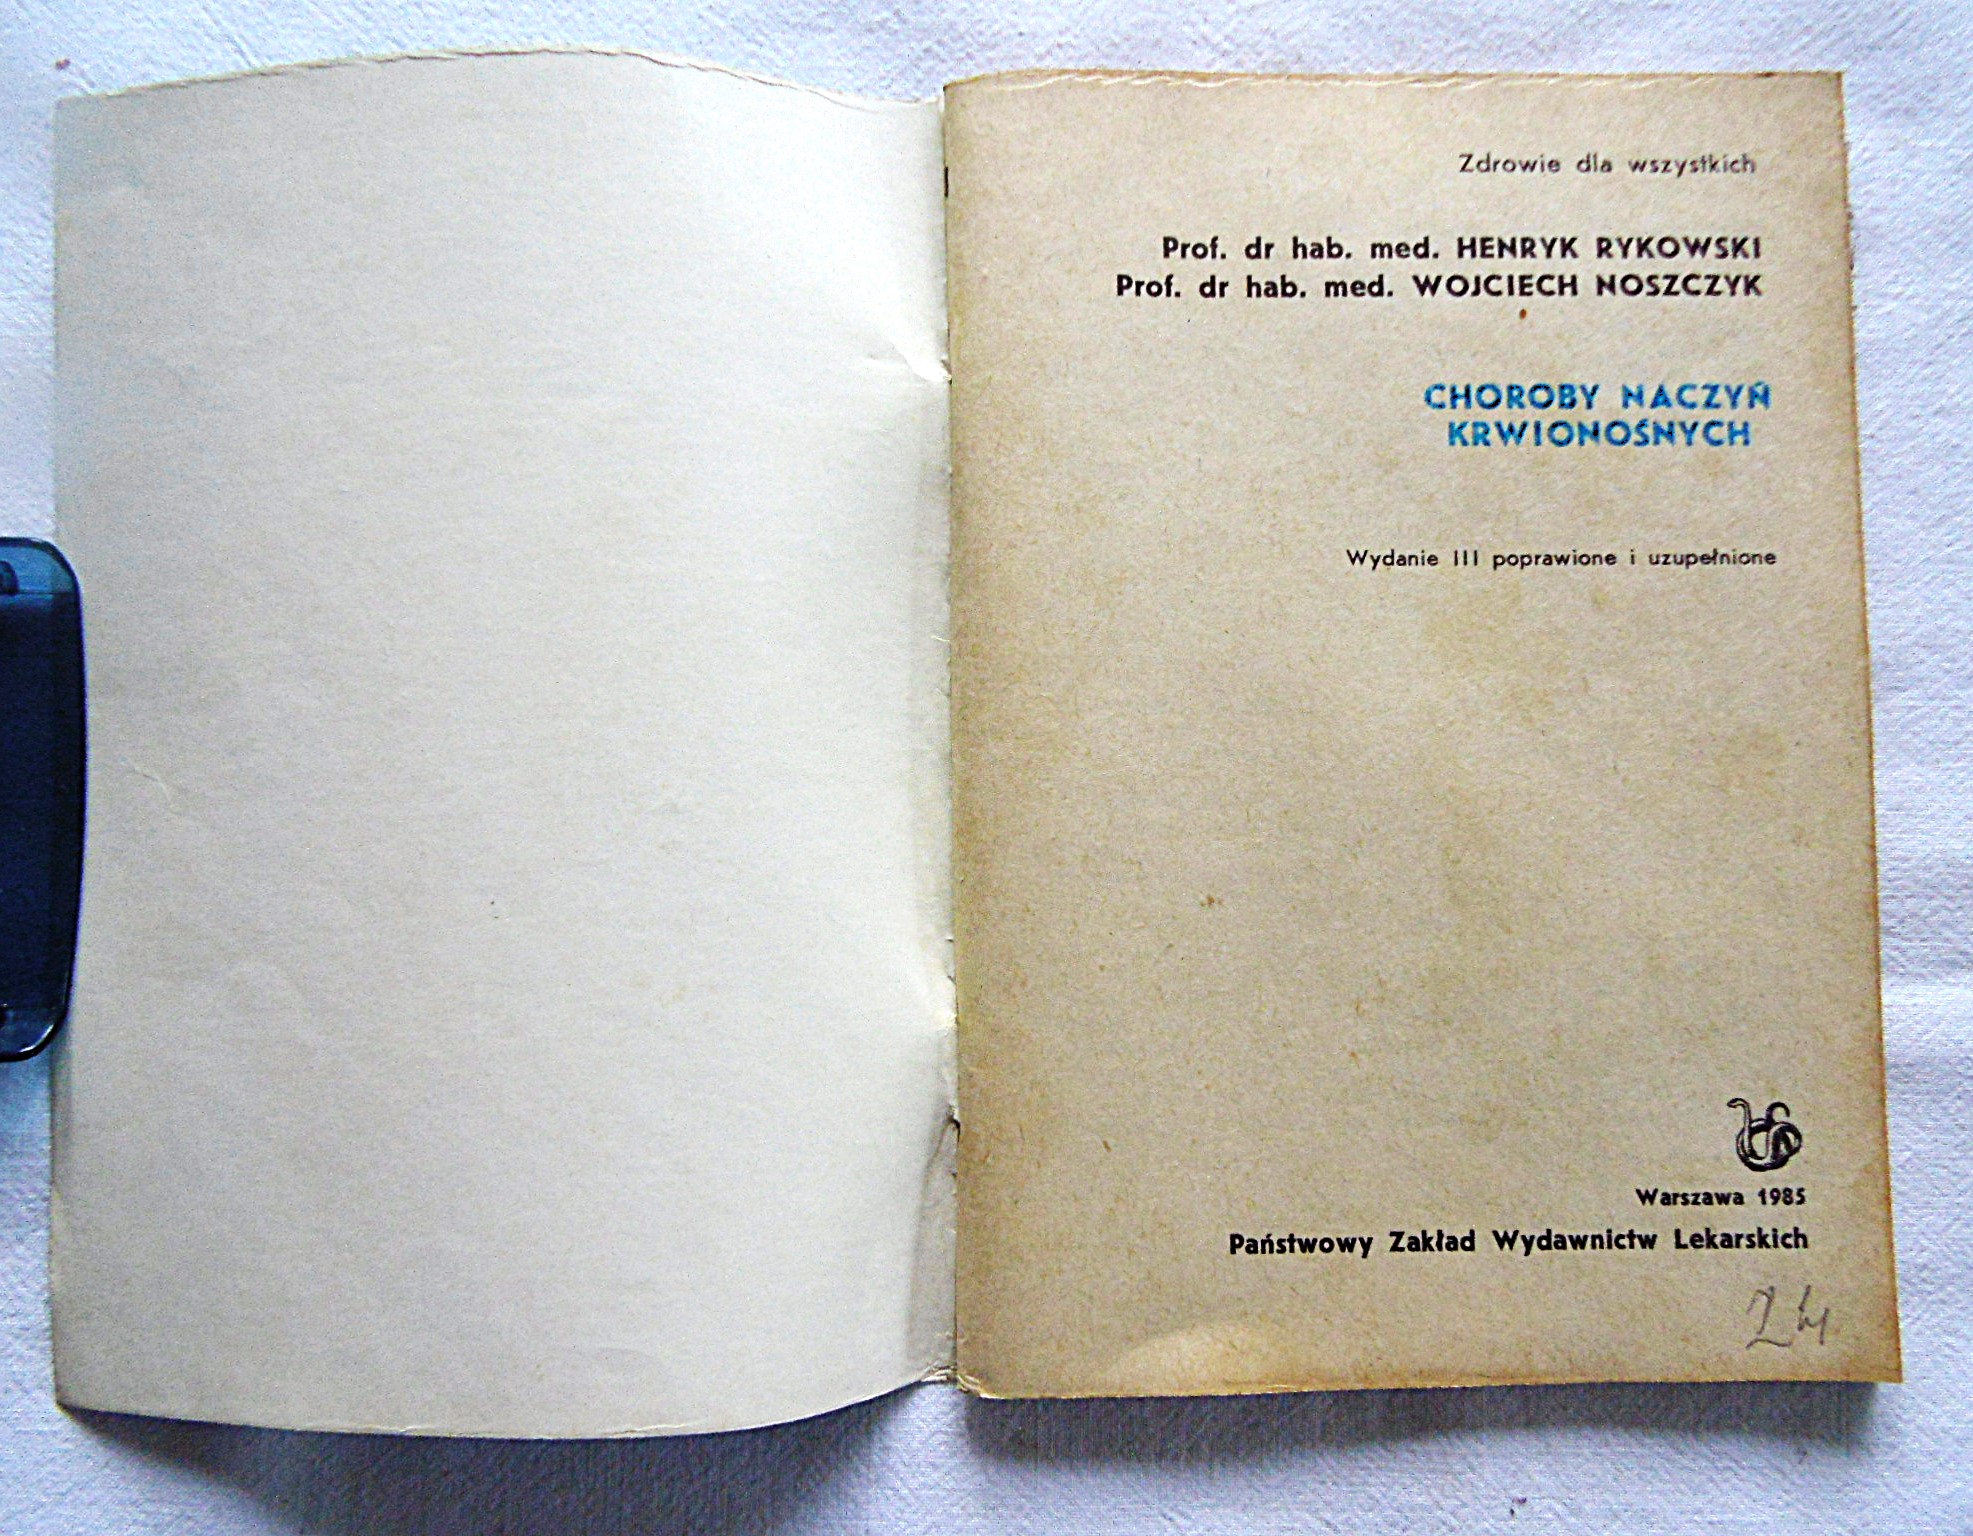 Zdrowie dla wszystkich
Prof. dr hab. med. HENRYK RYKOWSKI
Prof. dr hab. med. WOJCIECH NOSZCZYK
CHOROBY NACZYŃ
KRWIONOŚNYCH
Wydanie III poprawione i uzupełnione
Warszawa 1985
Państwowy Zakład Wydawnictw Lekarskich